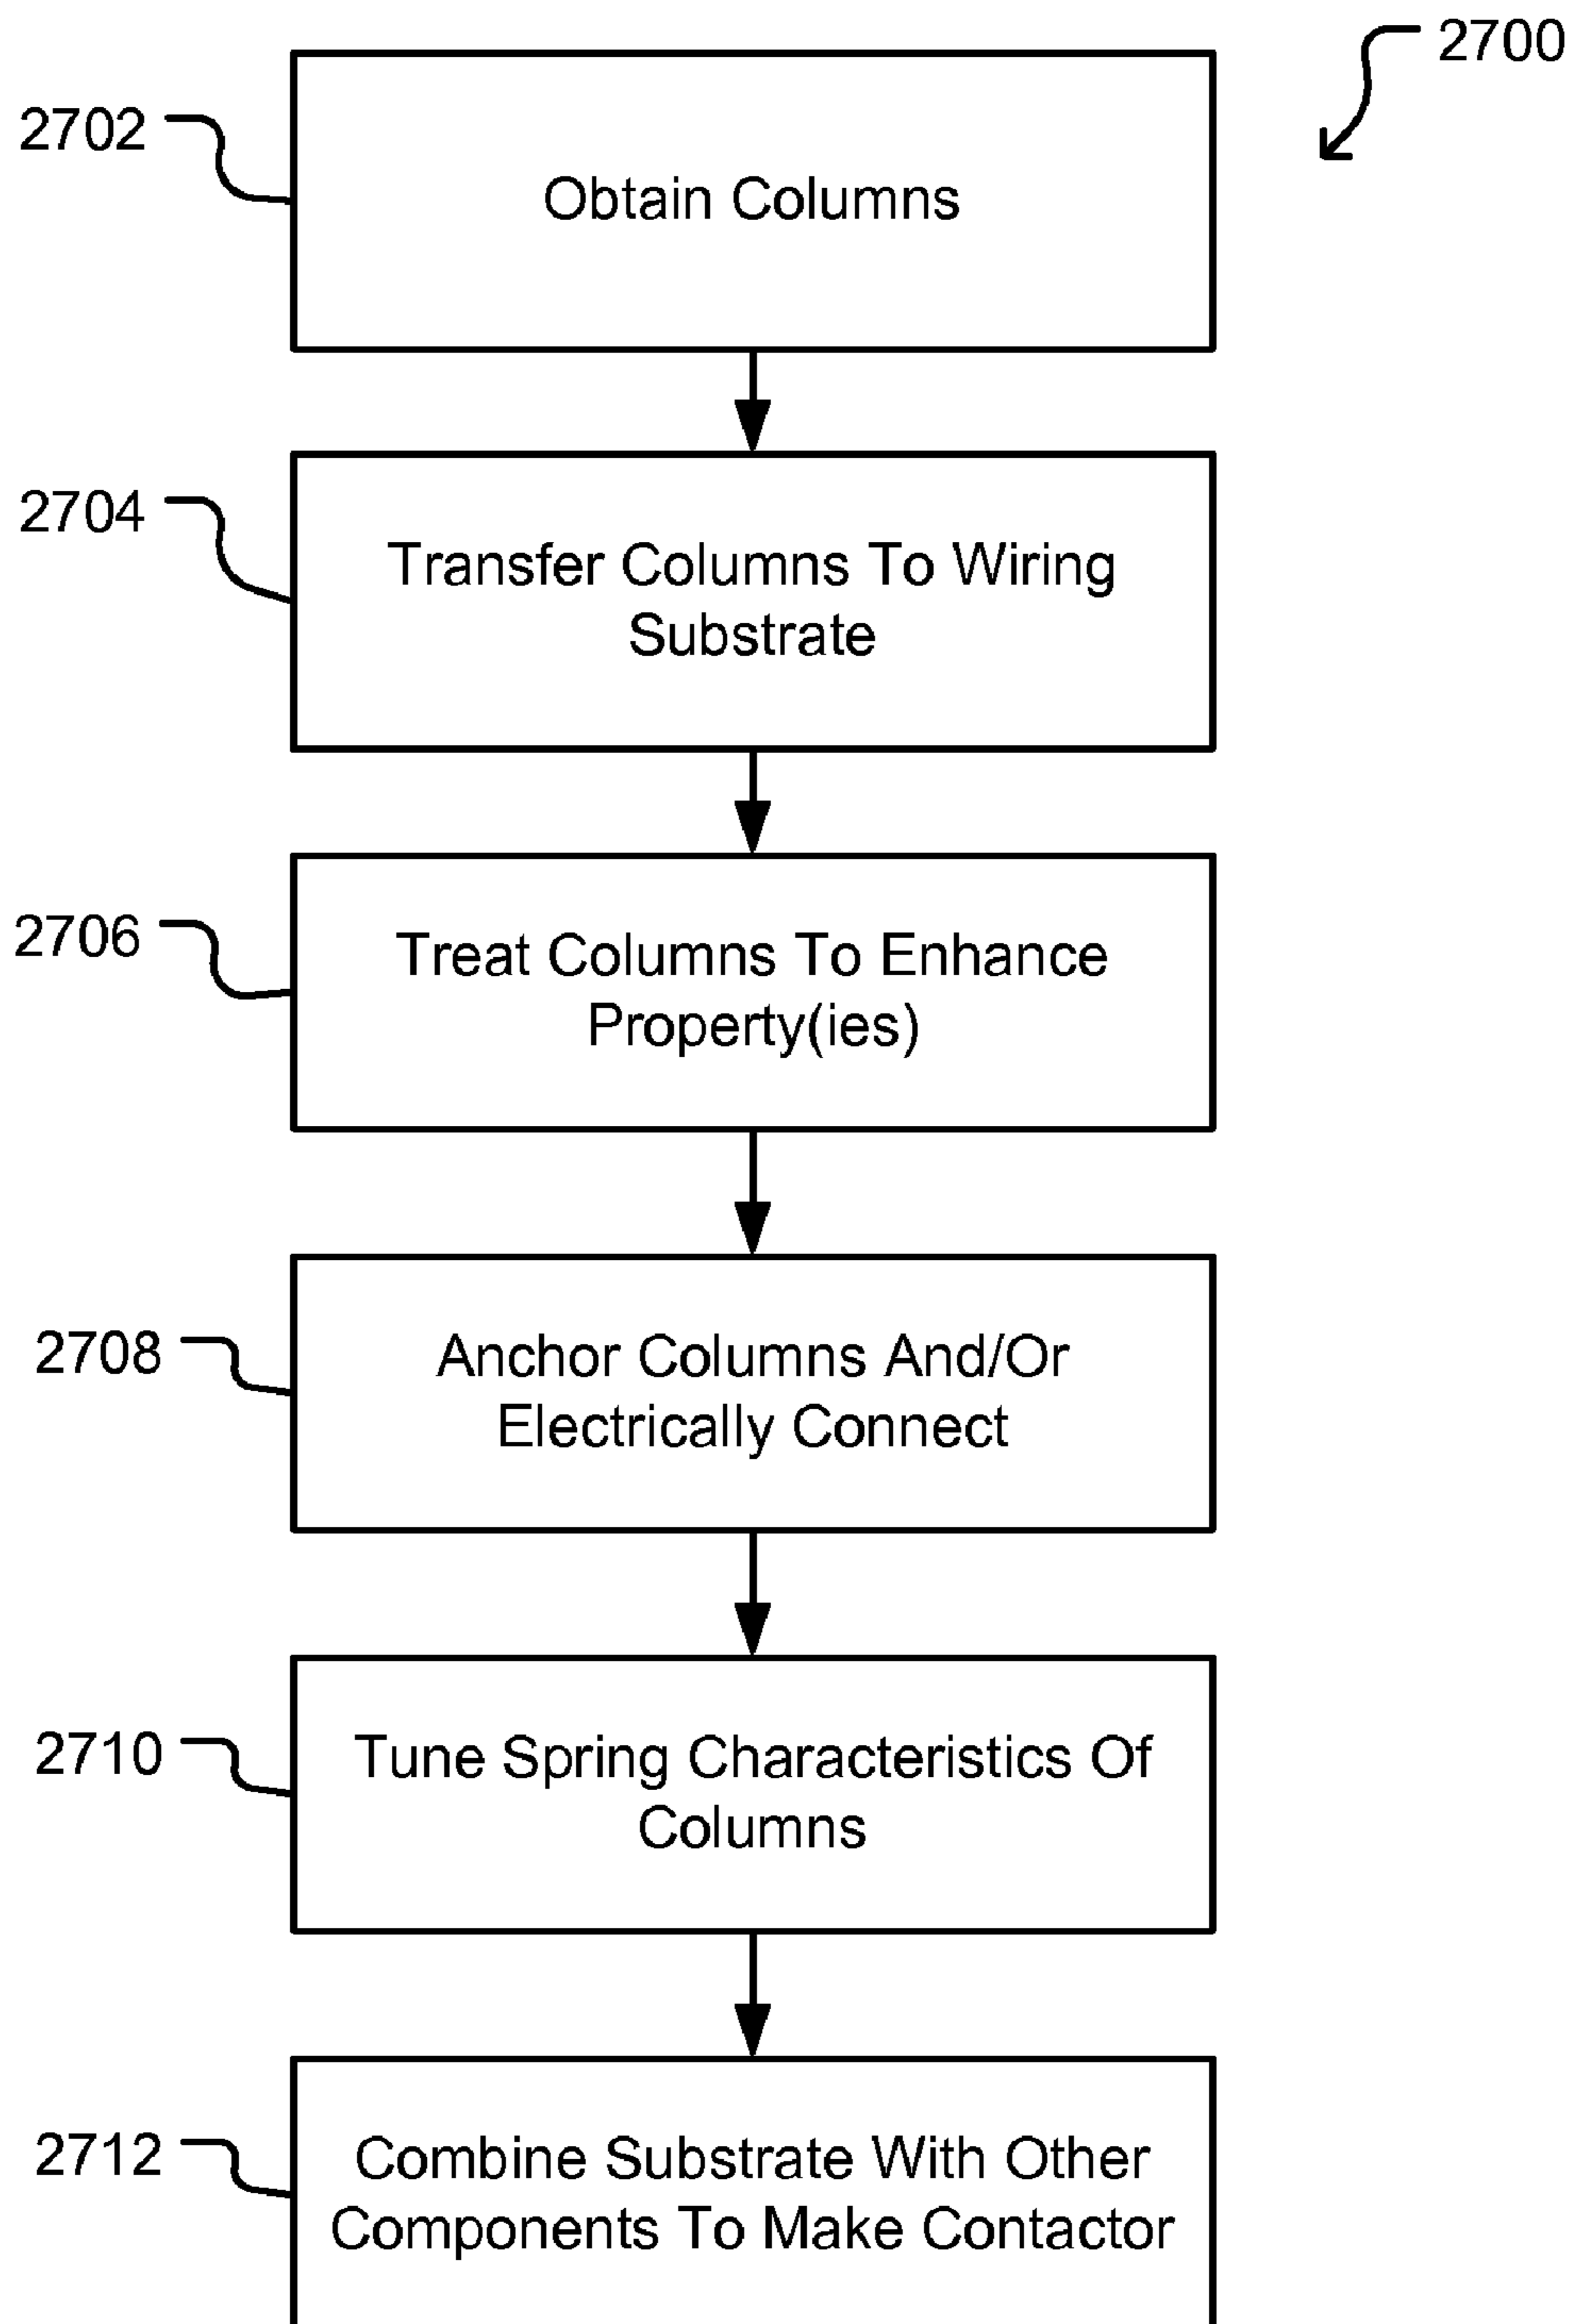 2700
2702
Obtain Columns
2704
Transfer Columns To Wiring
Substrate
2706
Treat Columns To Enhance
Property(ies)
2708
Anchor Columns And/Or
Electrically Connect
2710
Tune Spring Characteristics Of
Columns
2712
Combine Substrate With Other
Components To Make Contactor